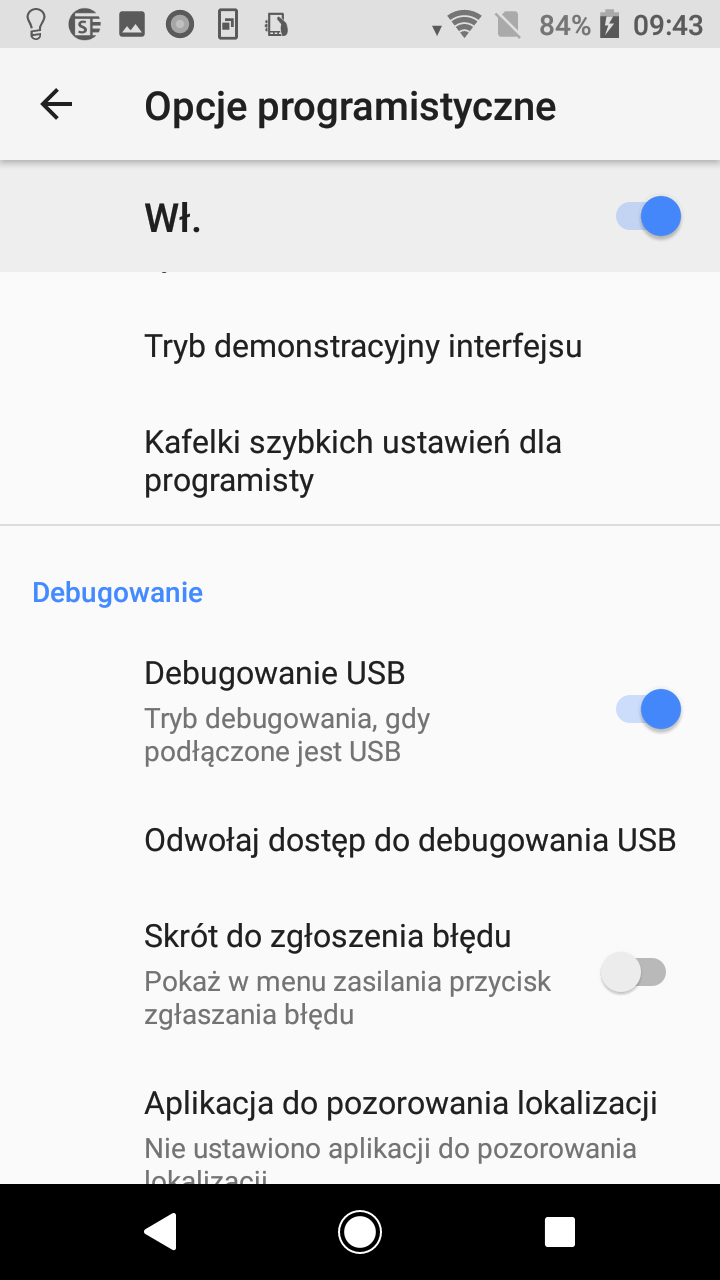 84% 09:43
Opcje programistyczne
Wł.
Tryb demonstracyjny interfejsu
Kafelki szybkich ustawień dla
programisty
Debugowanie
Debugowanie USB
Tryb debugowania, gdy
podłączone jest USB
Odwołaj dostęp do debugowania USB
Skrót do zgłoszenia błędu
Pokaż w menu zasilania przycisk
zgłaszania błędu
Aplikacja do pozorowania lokalizacji
Nie ustawiono aplikacji do pozorowania
lokalizacji